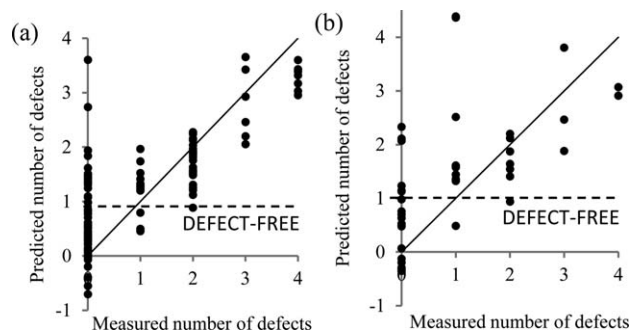 (a)
Predicted number of defects
4
3
2
1
0
-1
DEFECT-FREE
1 2 3 4
Measured number of defects
(b)
Predicted number of defects
4
3
2
1
0
-1
DEFECT-FREE
1 2 3 4
Measured number of defects